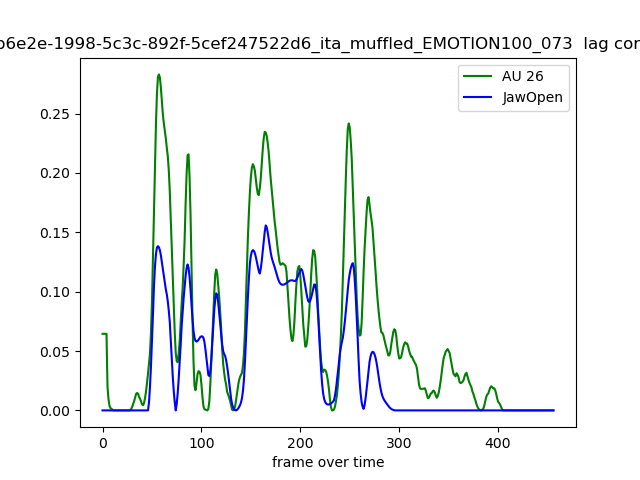 b6e2e-1998-5c3c-892f-5cef247522d6_ita_muffled_EMOTION100_073 lag cor
AU 26
JawOpen
0.25
0.20
0.15
0.10
0.05
0.00
0 100 200 300 400
frame over time